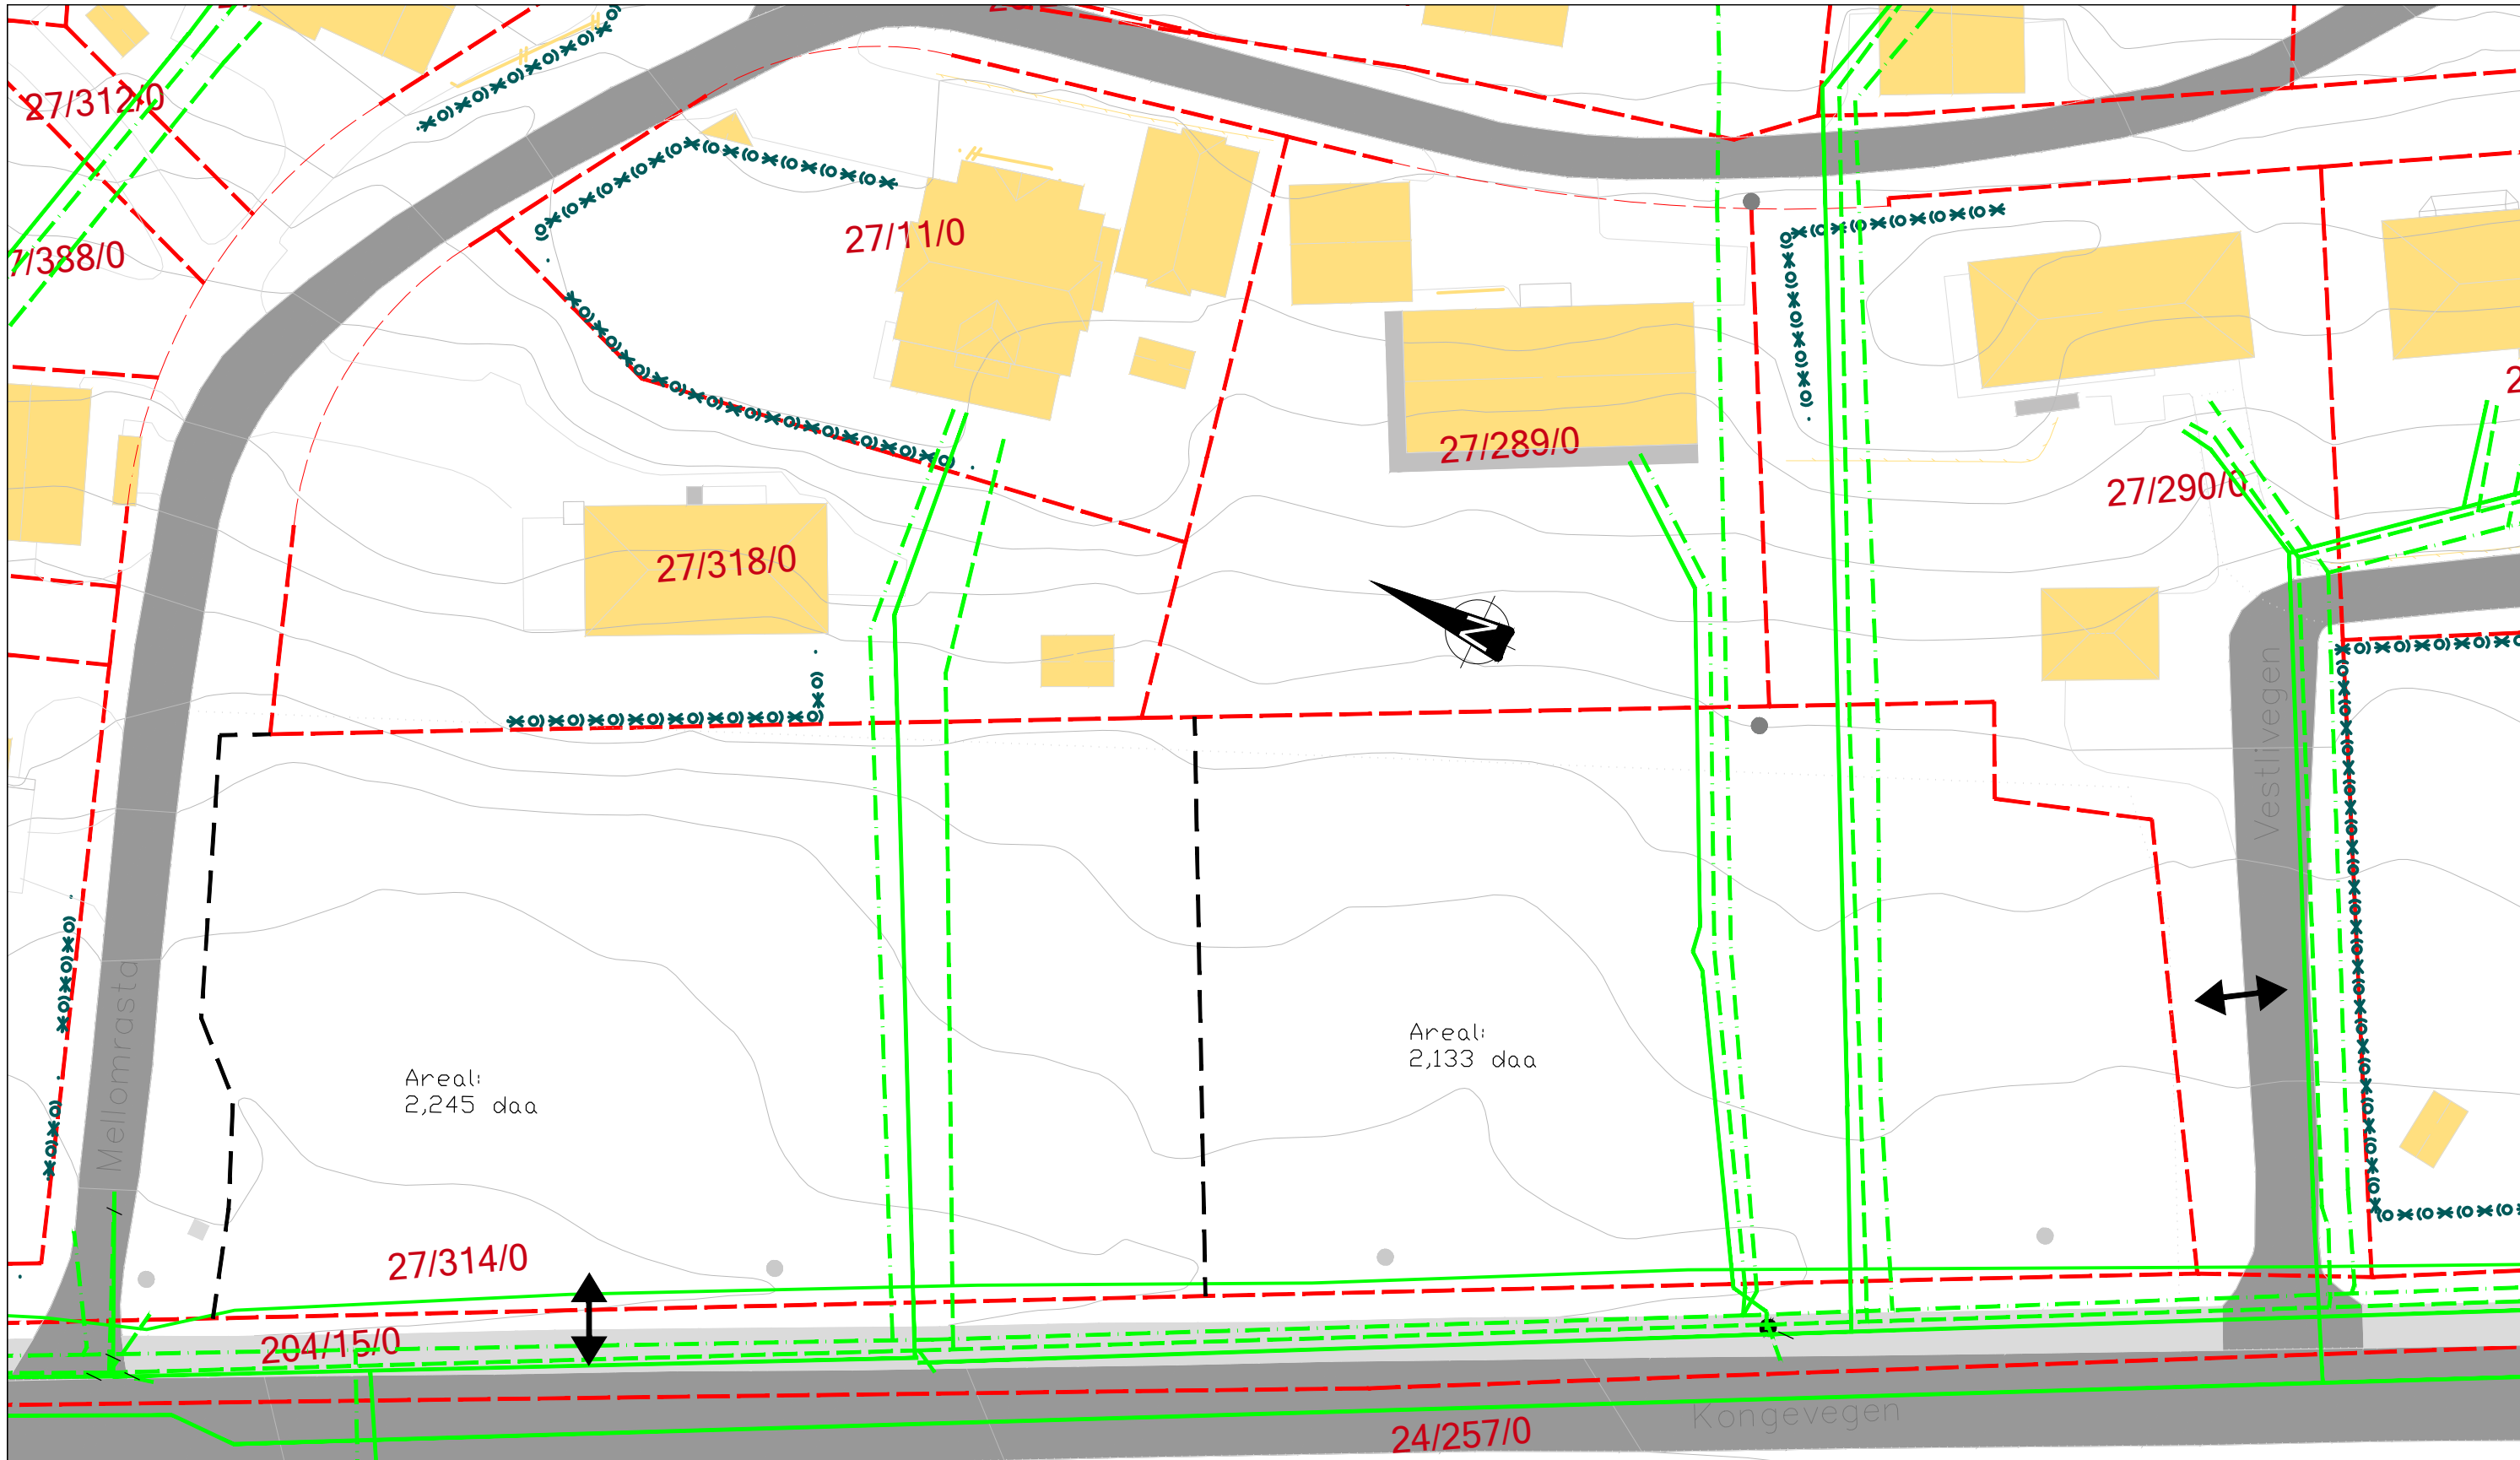 27/312/0
27/11/0
/388/0
27/289/0
27/290/0
27/318/0
N
Vestlivegen
Mellomrasta
Areal:
2,133 daa
Areal:
2,245 daa
27/314/0
204/15/0
Kongevegen
24/257/0